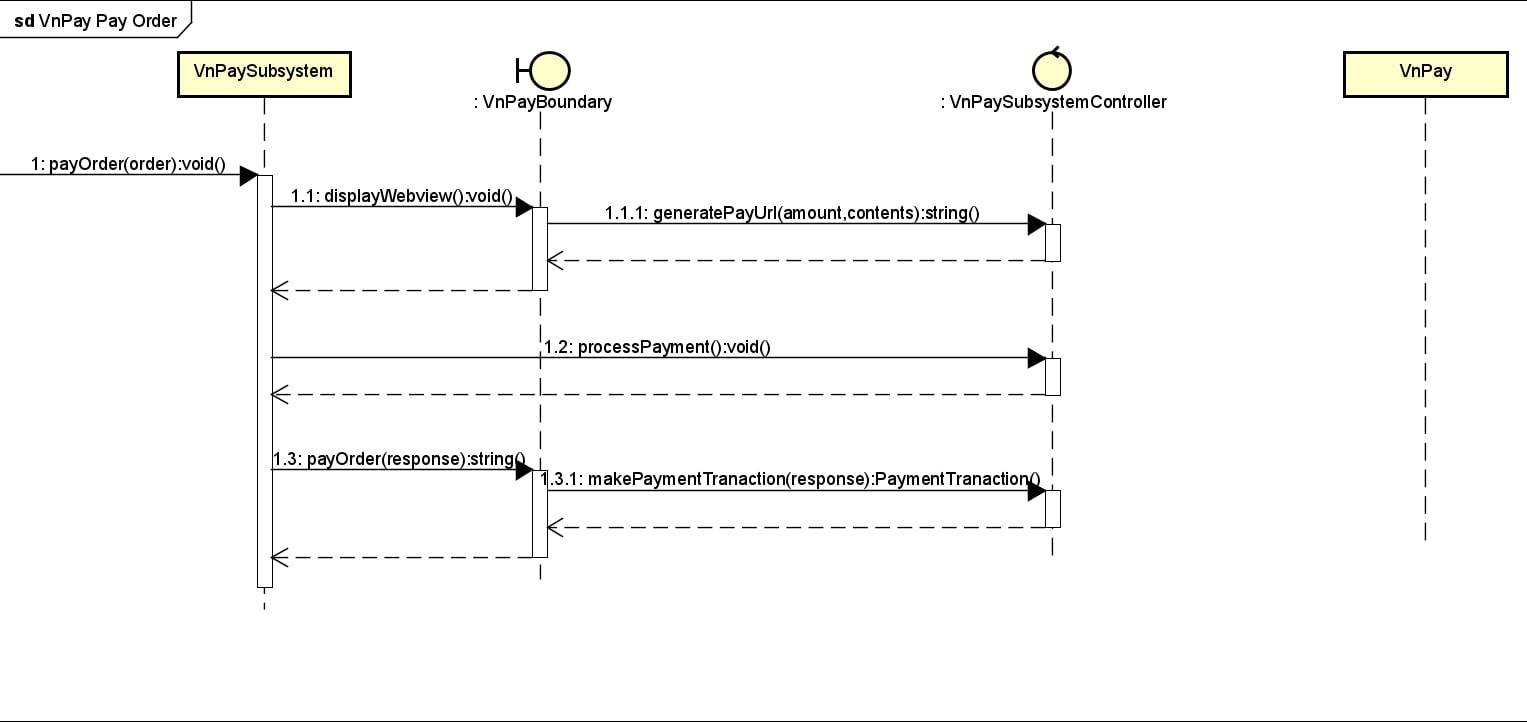 sd VnPay Pay Order
VnPaySubsystem
: VnPayBoundary
: VnPaySubsystemController
VnPay
1: payOrder(order):void()
1.1: displayWebview():void()
1.1.1: generatePayUrl(amount,contents):string()
1.2: processPayment():void()
1.3: payOrder(response):string()
1.3.1: makePaymentTranaction(response):PaymentTranaction()